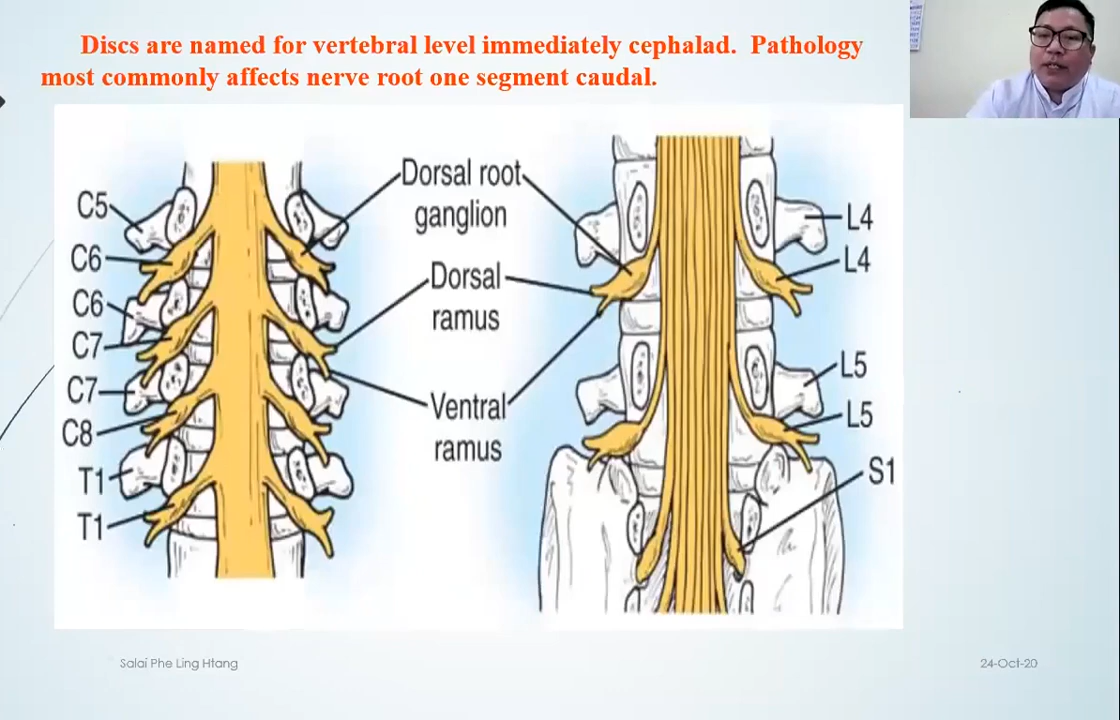 Discs are named for vertebral level immediately cephalad. Pathology
most commonly affects nerve root one segment caudal.
C5
C6
C6
C7
C7
C8
T1
T1
Dorsal root
ganglion
Dorsal
ramus
Ventral
ramus
L4
L4
L5
L5
S1
Salai Phe Ling Htang
24-Oct-20